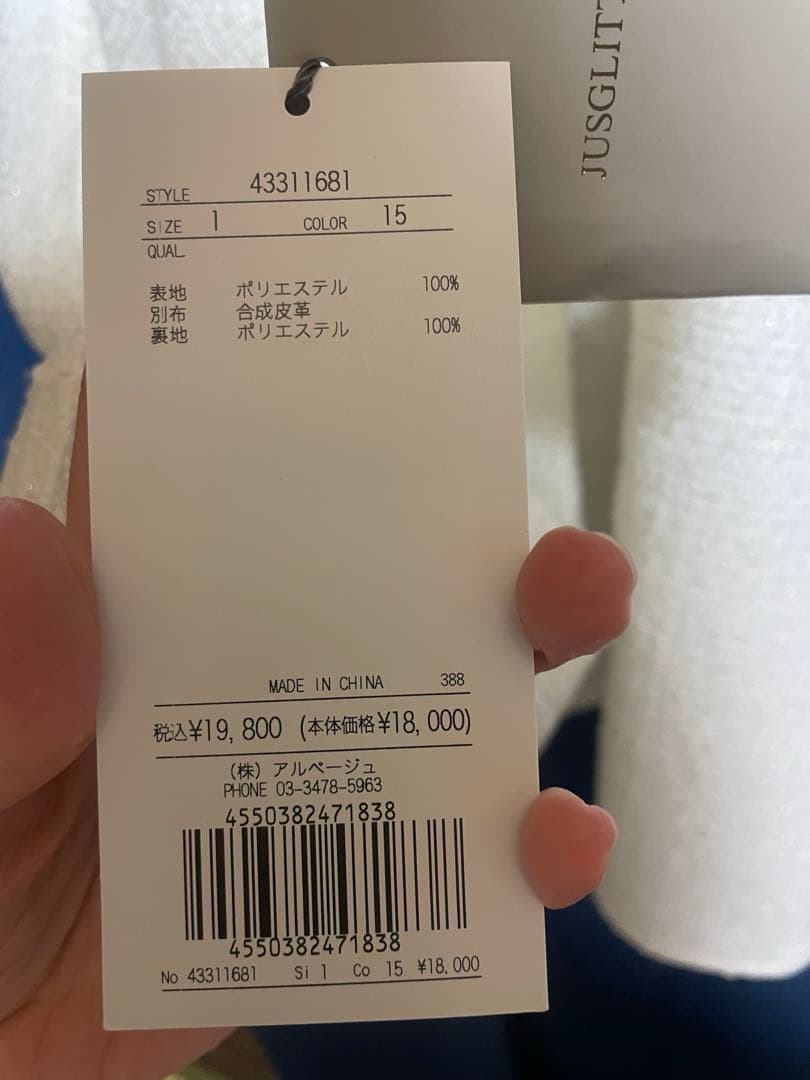 JUSGLITT
STYLE 43311681
SIZE 1 COLOR 15
QUAL
表地 ポリエステル 100%
別布 合成皮革
裏地 ポリエステル 100%
MADE IN CHINA 388
税込¥19,800 (本体価格¥18,000)
(株) アルページュ
PHONE 03-3478-5963
4550382471838
4550382471838
No 43311681 Si 1 Co 15 ¥18,000